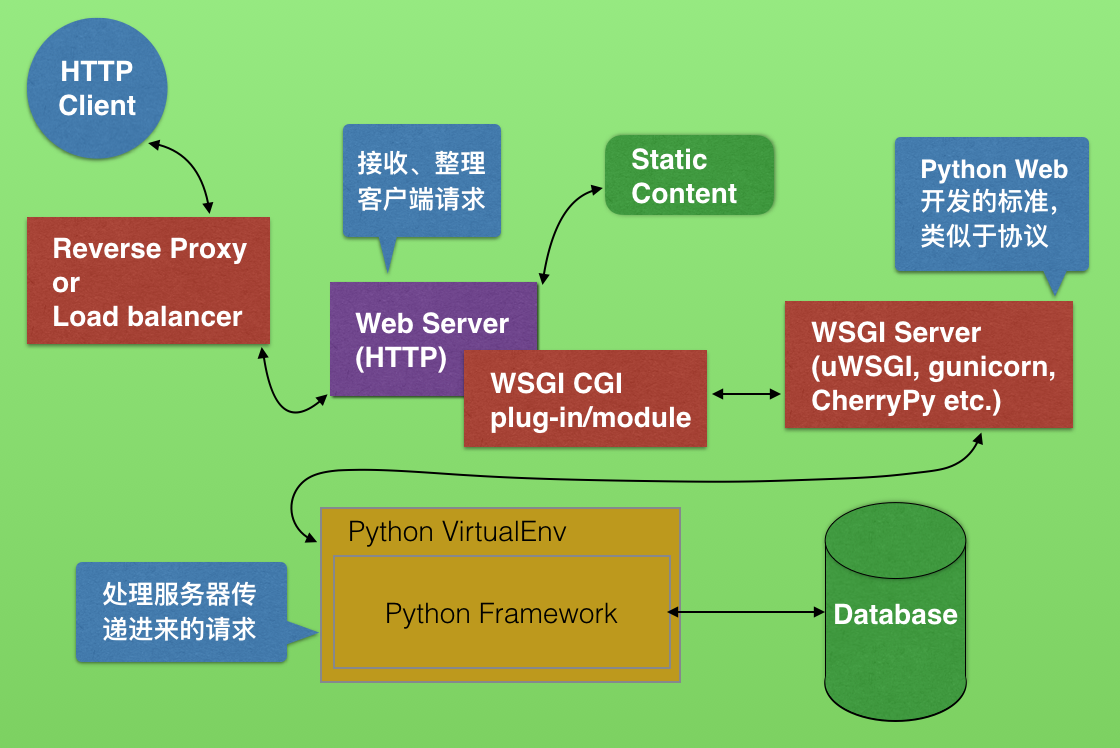 HTTP
Client
接收、整理
客户端请求
Static
Content
Python Web
开发的标准，
类似于协议
Reverse Proxy
or
Load balancer
Web Server
(HTTP)
WSGI CGI
plug-in/module
WSGI Server
(uWSGI, gunicorn,
CherryPy etc.)
Python VirtualEnv
Python Framework
处理服务器传
递进来的请求
Database